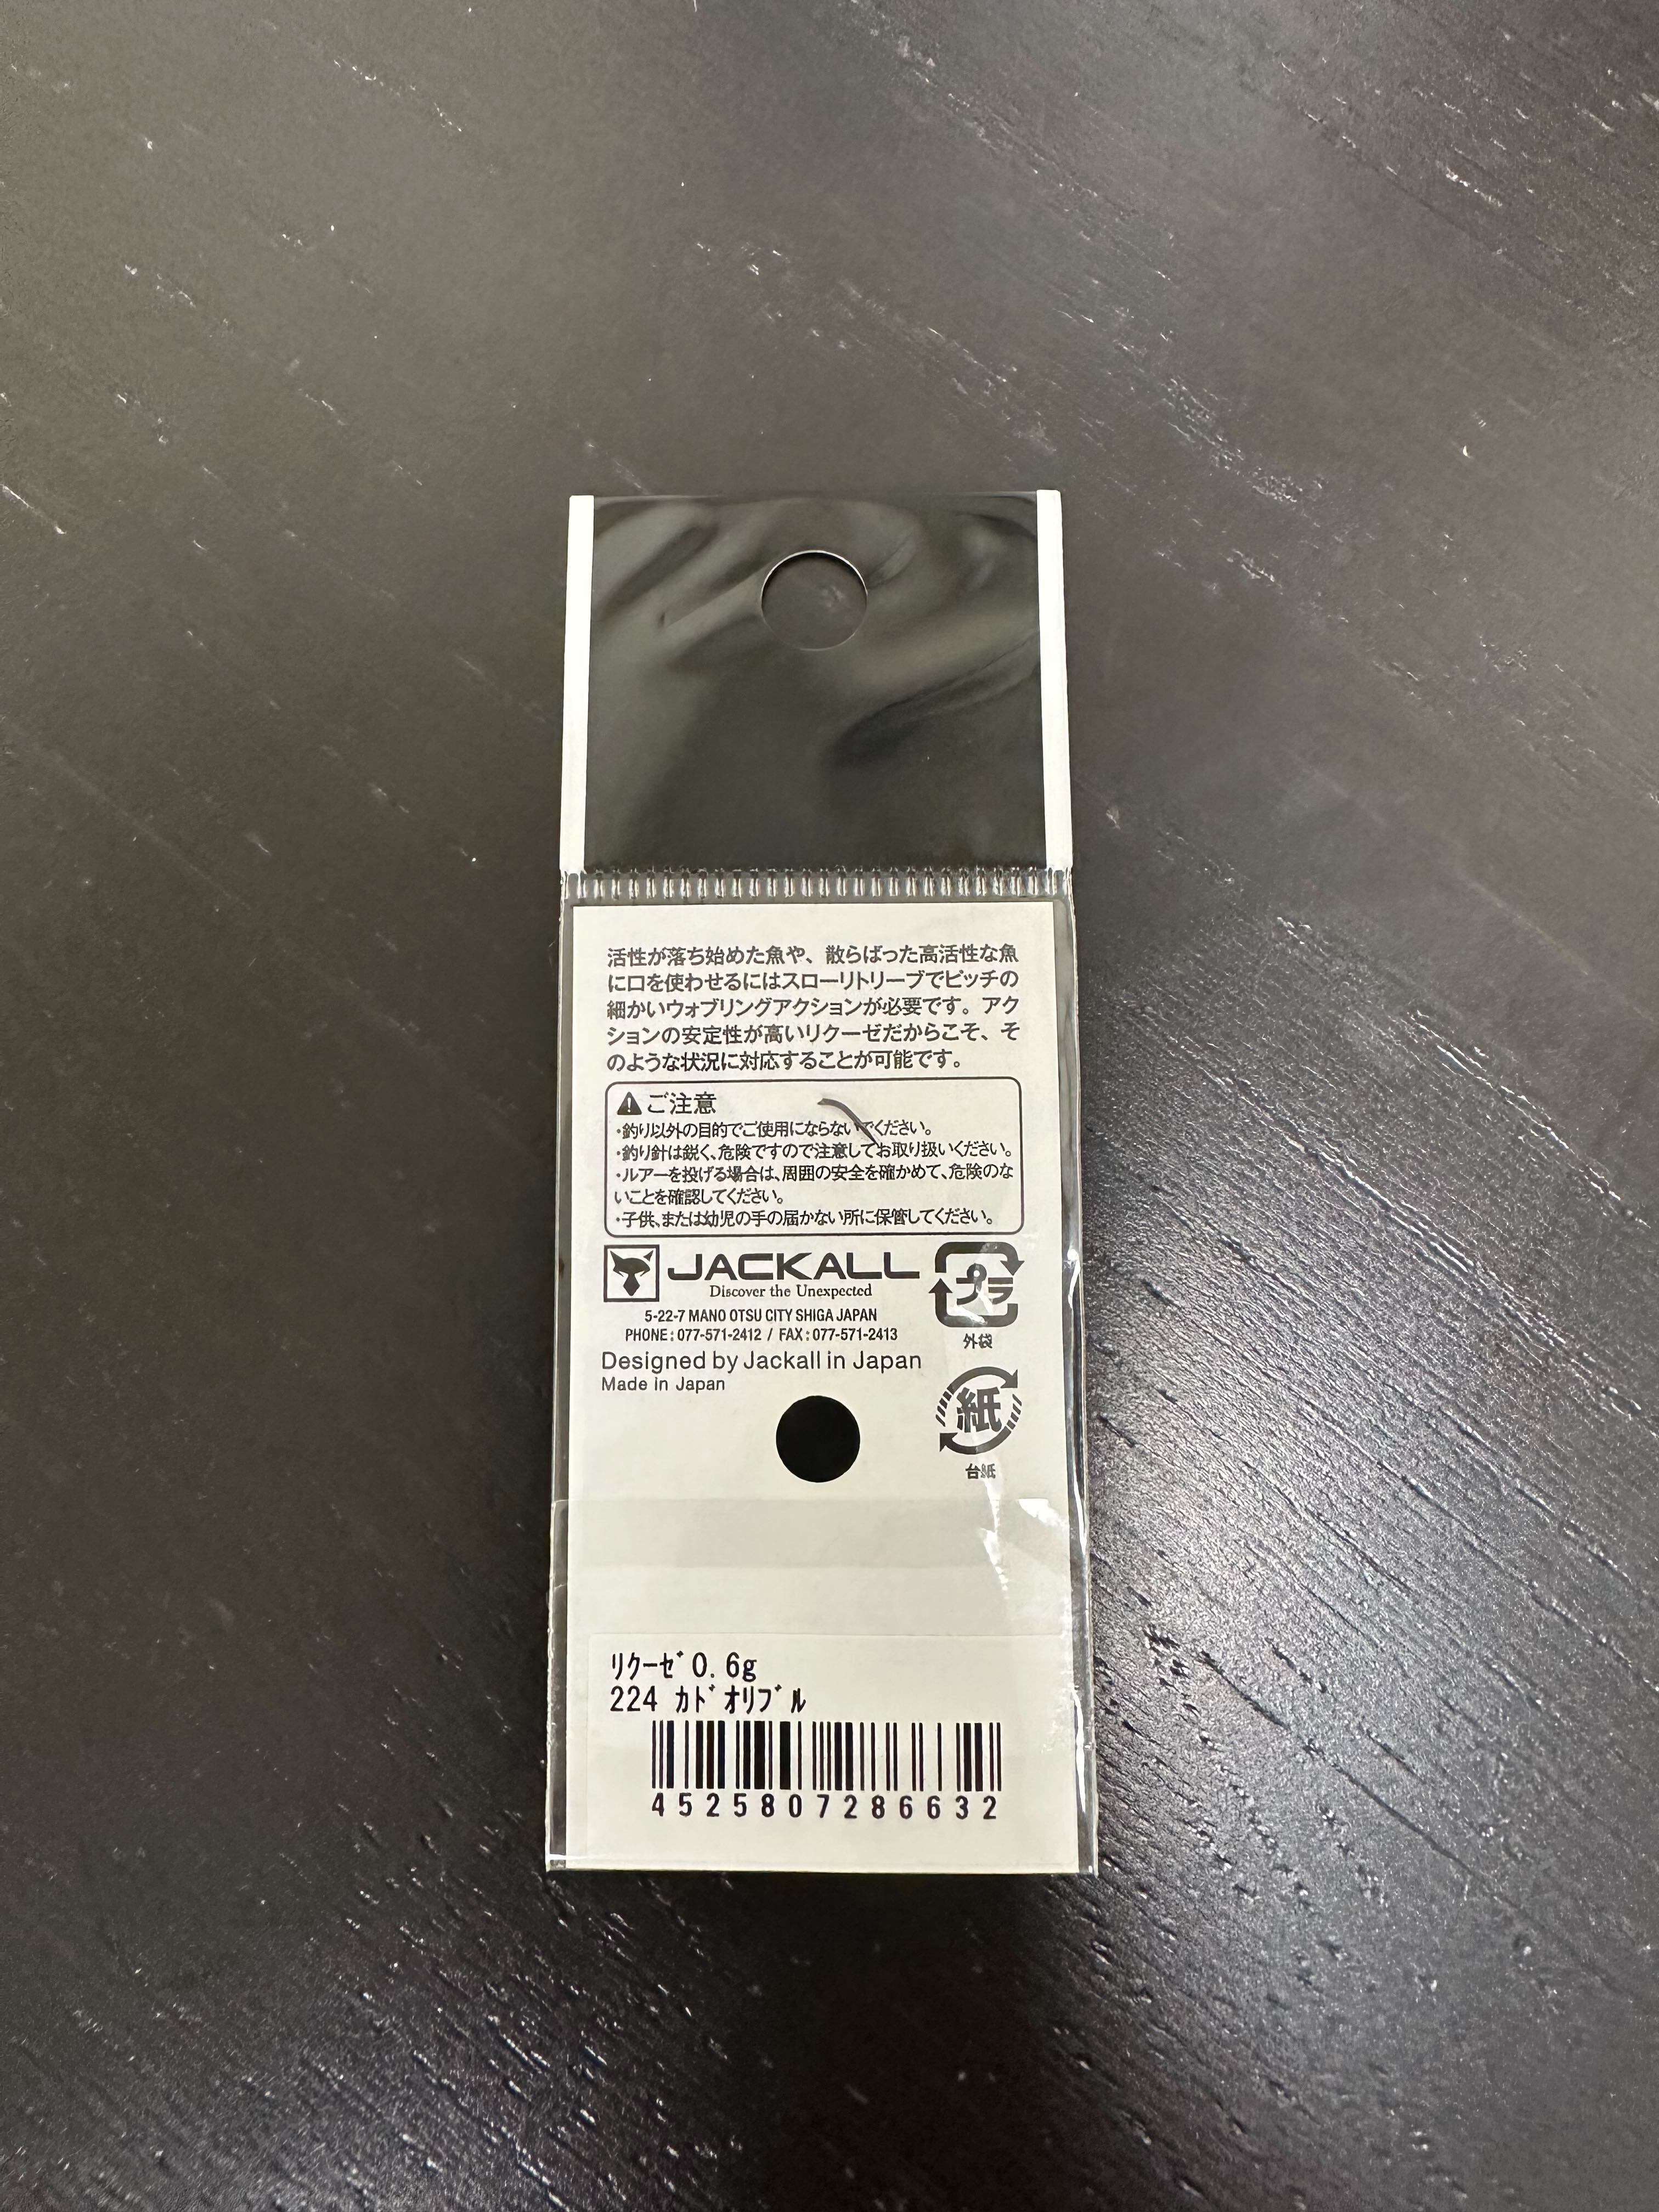 活性が落ち始めた魚や、散らばった高活性な魚
に口を使わせるにはスローリトリーブでピッチの
細かいウォブリングアクションが必要です。アク
ションの安定性が高いリクーゼだからこそ、そ
のような状況に対応することが可能です。
ご注意
・釣り以外の目的でご使用にならないでください。
・釣り針は鋭く、危険ですので注意してお取り扱いください。
・ルアーを投げる場合は、周囲の安全を確かめて、危険のな
いことを確認してください。
・子供、または幼児の手の届かない所に保管してください。
JACKALL
Discover the Unexpected
5-22-7 MANO OTSU CITY SHIGA JAPAN
PHONE : 077-571-2412 / FAX : 077-571-2413
Designed by Jackall in Japan
Made in Japan
プラ
外袋
紙
台紙
ﾘｸｰｾﾞ0.6g
224 ｶﾄﾞｵﾘﾌﾞﾙ
4525807286632